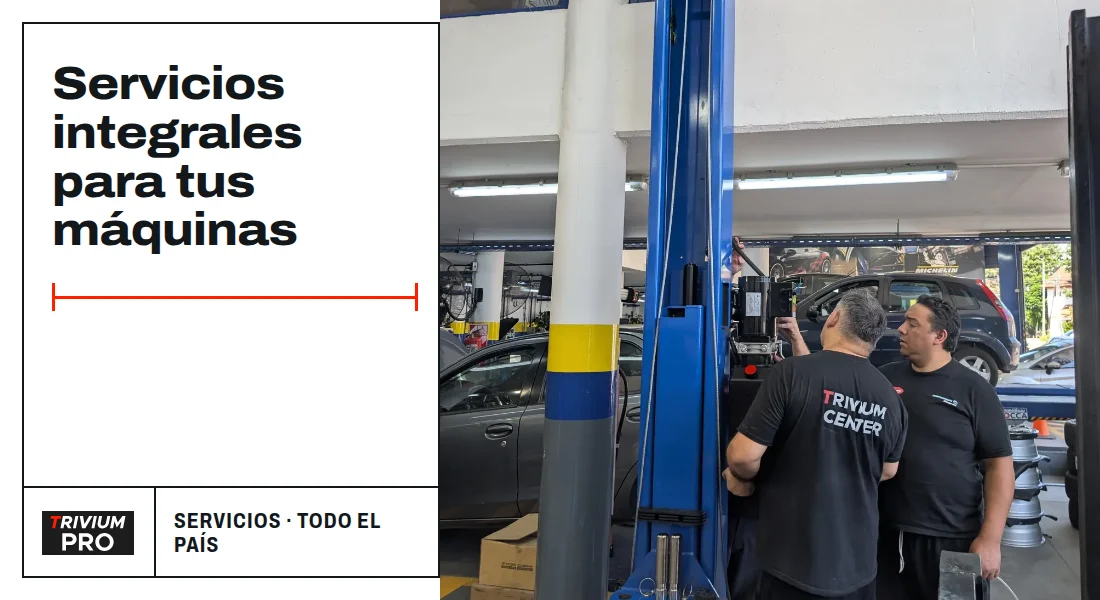 Servicios
integrales
para tus
máquinas
TRIVIUM
PRO
SERVICIOS · TODO EL
PAÍS
MICHELIN
TRIVIUM
CENTER